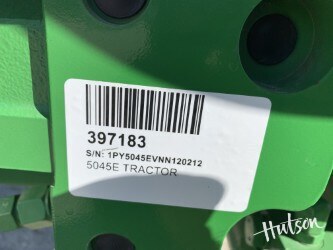 397183
S/N: 1PY5045EVNN120212
5045E TRACTOR
Hutson